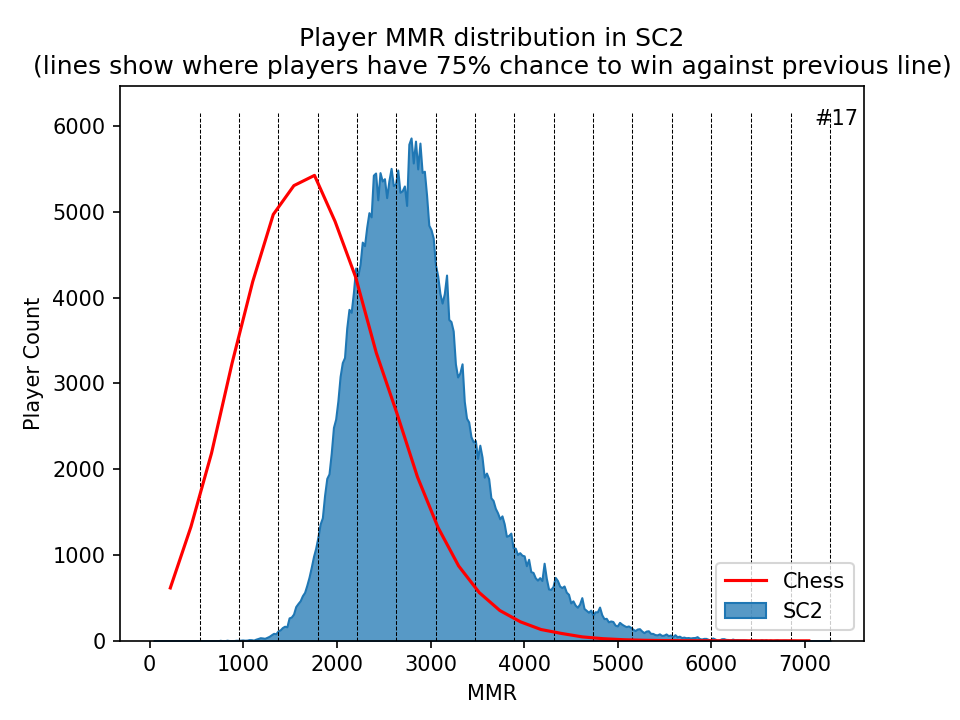 Player MMR distribution in SC2
(lines show where players have 75% chance to win against previous line)
#17
6000
5000
4000
3000
2000
1000
0
Player Count
Chess
SC2
0 1000 2000 3000 4000 5000 6000 7000
MMR